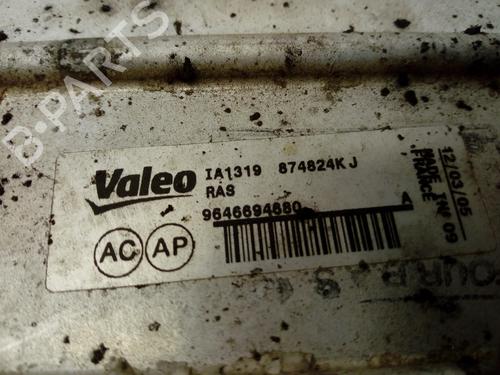 B-PARTS
Valeo
IA1319 874824KJ
RAS
9646694680
A
AC AP
12/03/05
MADE IN
FRANCE
09